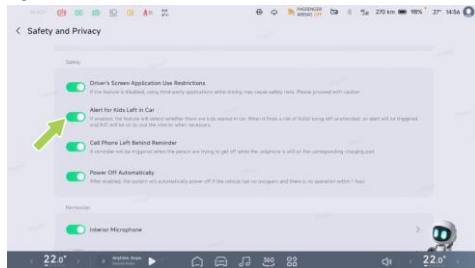 PASSENGER
AIRBAG OFF
270 km
98%
27°
14:56
Safety and Privacy
Safety
Driver's Screen Application Use Restrictions
If the feature is disabled, using third-party applications while driving may cause safety risks. Please proceed with caution.
Alert for Kids Left in Car
If enabled, the feature will detect whether there are kids seated in car. When it finds a risk of kid(s) being left unattended, an alert will be triggered,
and A/C will be on to cool the interior when necessary.
Cell Phone Left Behind Reminder
A reminder will be triggered when the person are trying to get off while the cellphone is still on the corresponding charging pad.
Power Off Automatically
After enabled, the system will automatically power off if the vehicle has no occupant and there is no operation within 1 hour.
Permission
Interior Microphone
22.0°
360
22.0°